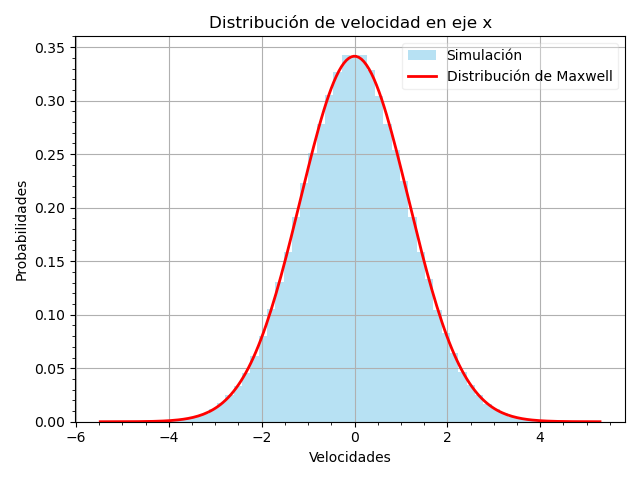 Distribución de velocidad en eje x
Simulación
Distribución de Maxwell
Probabilidades
0.35
0.30
0.25
0.20
0.15
0.10
0.05
0.00
−6
−4
−2
0
2
4
Velocidades